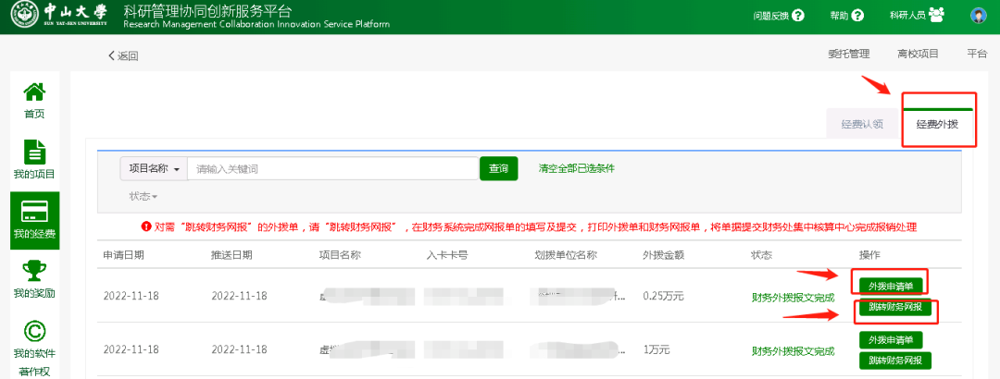 中山大學
SUN YAT-SEN UNIVERSITY
科研管理协同创新服务平台
Research Management Collaboration Innovation Service Platform
问题反馈
帮助
科研人员
返回
委托管理 离校项目 平台
首页
我的项目
我的经费
我的奖励
我的软件
著作权
经费认领 经费外拨
项目名称 请输入关键词 查询 清空全部已选条件
状态
对需“跳转财务网报”的外拨单，请“跳转财务网报”，在财务系统完成网报单的填写及提交，打印外拨单和财务网报单，将单据提交财务处集中核算中心完成报销处理
申请日期 推送日期 项目名称 入卡卡号 划拨单位名称 外拨金额 状态 操作
2022-11-18 2022-11-18 ... 0.25万元 财务外拨报文完成 外拨申请单
跳转财务网报
2022-11-18 2022-11-18 虚 ... 1万元 财务外拨报文完成 外拨申请单
跳转财务网报